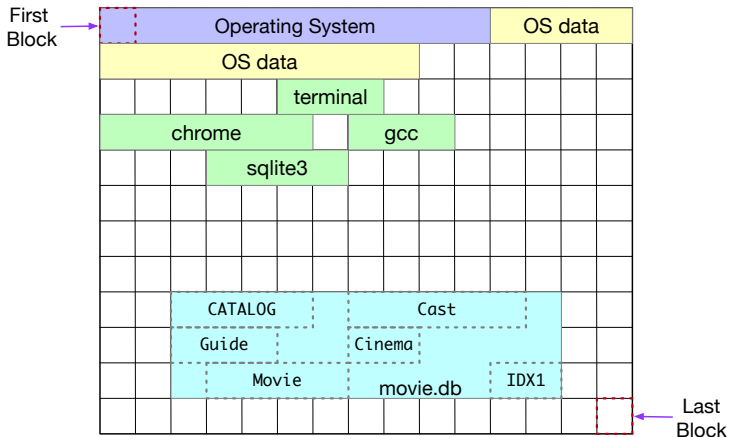 First
Block
Operating System
OS data
OS data
terminal
chrome
gcc
sqlite3
CATALOG
Cast
Guide
Cinema
Movie
movie.db
IDX1
Last
Block